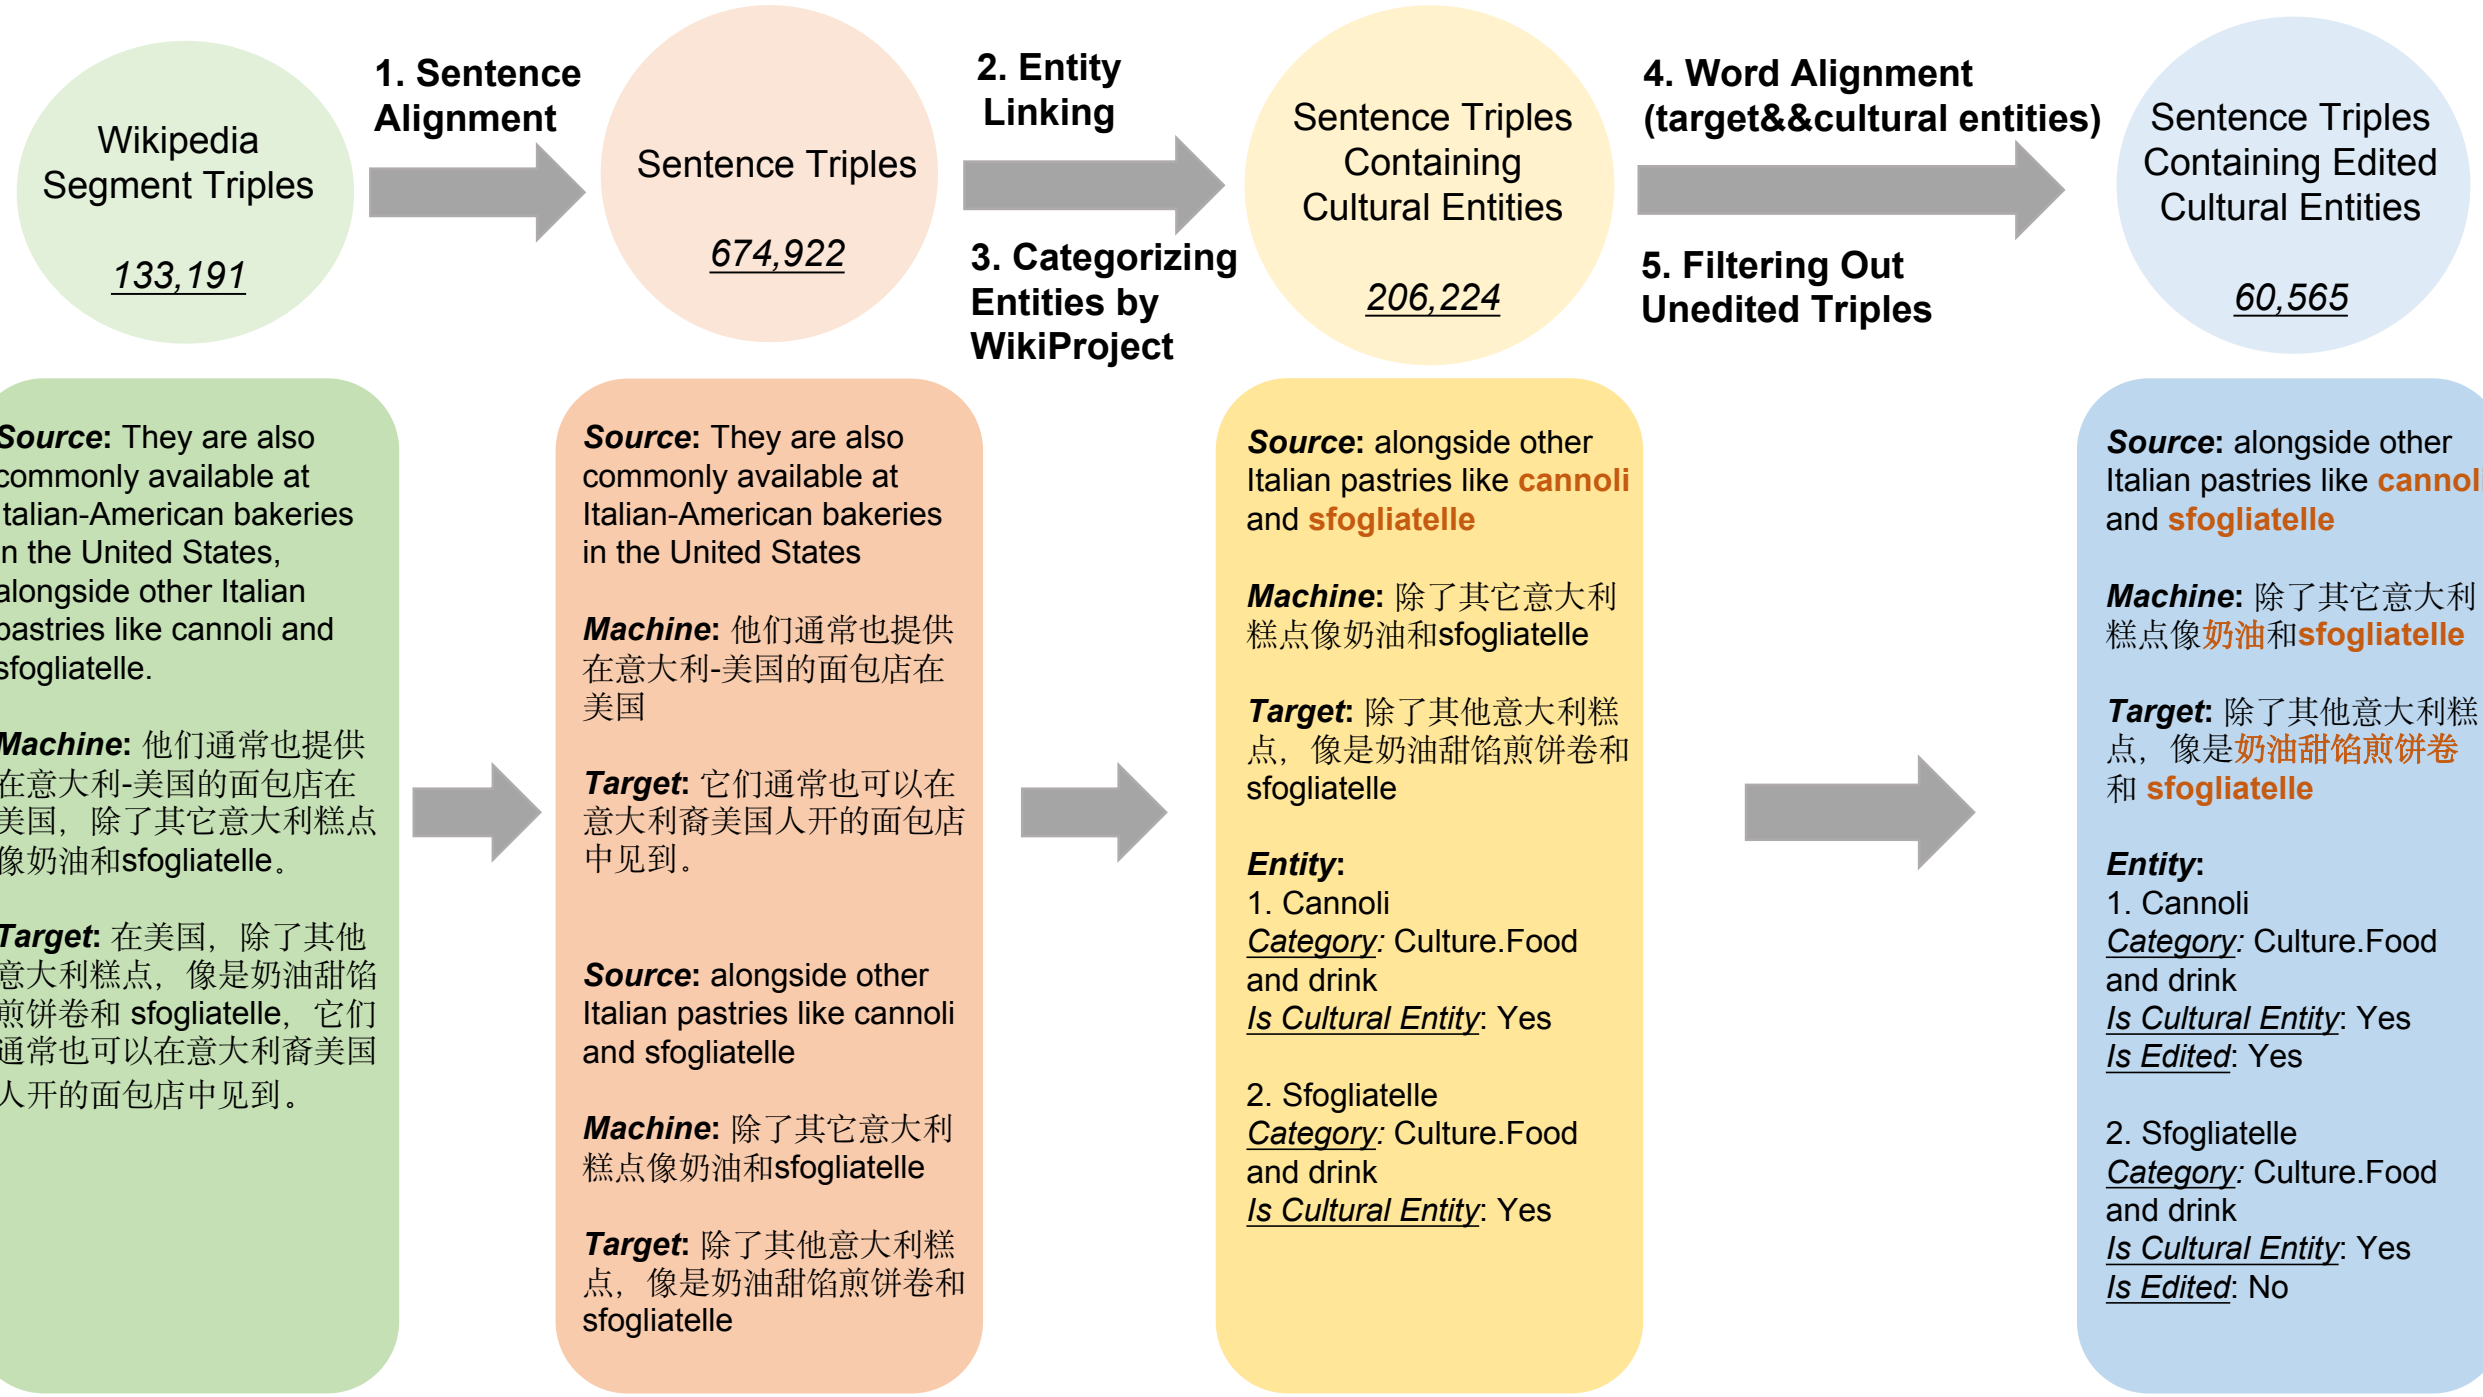 Wikipedia
Segment Triples
133,191
1. Sentence
Alignment
Sentence Triples
674,922
2. Entity
Linking
3. Categorizing
Entities by
WikiProject
Sentence Triples
Containing
Cultural Entities
206,224
4. Word Alignment
(target&&cultural entities)
5. Filtering Out
Unedited Triples
Sentence Triples
Containing Edited
Cultural Entities
60,565
Source: They are also
commonly available at
Italian-American bakeries
in the United States,
alongside other Italian
pastries like cannoli and
sfogliatelle.
Machine: 他们通常也提供
在意大利-美国的面包店在
美国，除了其它意大利糕点
像奶油和sfogliatelle。
Target: 在美国，除了其他
意大利糕点，像是奶油甜馅
煎饼卷和 sfogliatelle，它们
通常也可以在意大利裔美国
人开的面包店中见到。
Source: They are also
commonly available at
Italian-American bakeries
in the United States
Machine: 他们通常也提供
在意大利-美国的面包店在
美国
Target: 它们通常也可以在
意大利裔美国人开的面包店
中见到。
Source: alongside other
Italian pastries like cannoli
and sfogliatelle
Machine: 除了其它意大利
糕点像奶油和sfogliatelle
Target: 除了其他意大利糕
点，像是奶油甜馅煎饼卷和
sfogliatelle
Source: alongside other
Italian pastries like cannoli
and sfogliatelle
Machine: 除了其它意大利
糕点像奶油和sfogliatelle
Target: 除了其他意大利糕
点，像是奶油甜馅煎饼卷和
sfogliatelle
Entity:
1. Cannoli
Category: Culture.Food
and drink
Is Cultural Entity: Yes
2. Sfogliatelle
Category: Culture.Food
and drink
Is Cultural Entity: Yes
Source: alongside other
Italian pastries like cannoli
and sfogliatelle
Machine: 除了其它意大利
糕点像奶油和sfogliatelle
Target: 除了其他意大利糕
点，像是奶油甜馅煎饼卷
和 sfogliatelle
Entity:
1. Cannoli
Category: Culture.Food
and drink
Is Cultural Entity: Yes
Is Edited: Yes
2. Sfogliatelle
Category: Culture.Food
and drink
Is Cultural Entity: Yes
Is Edited: No